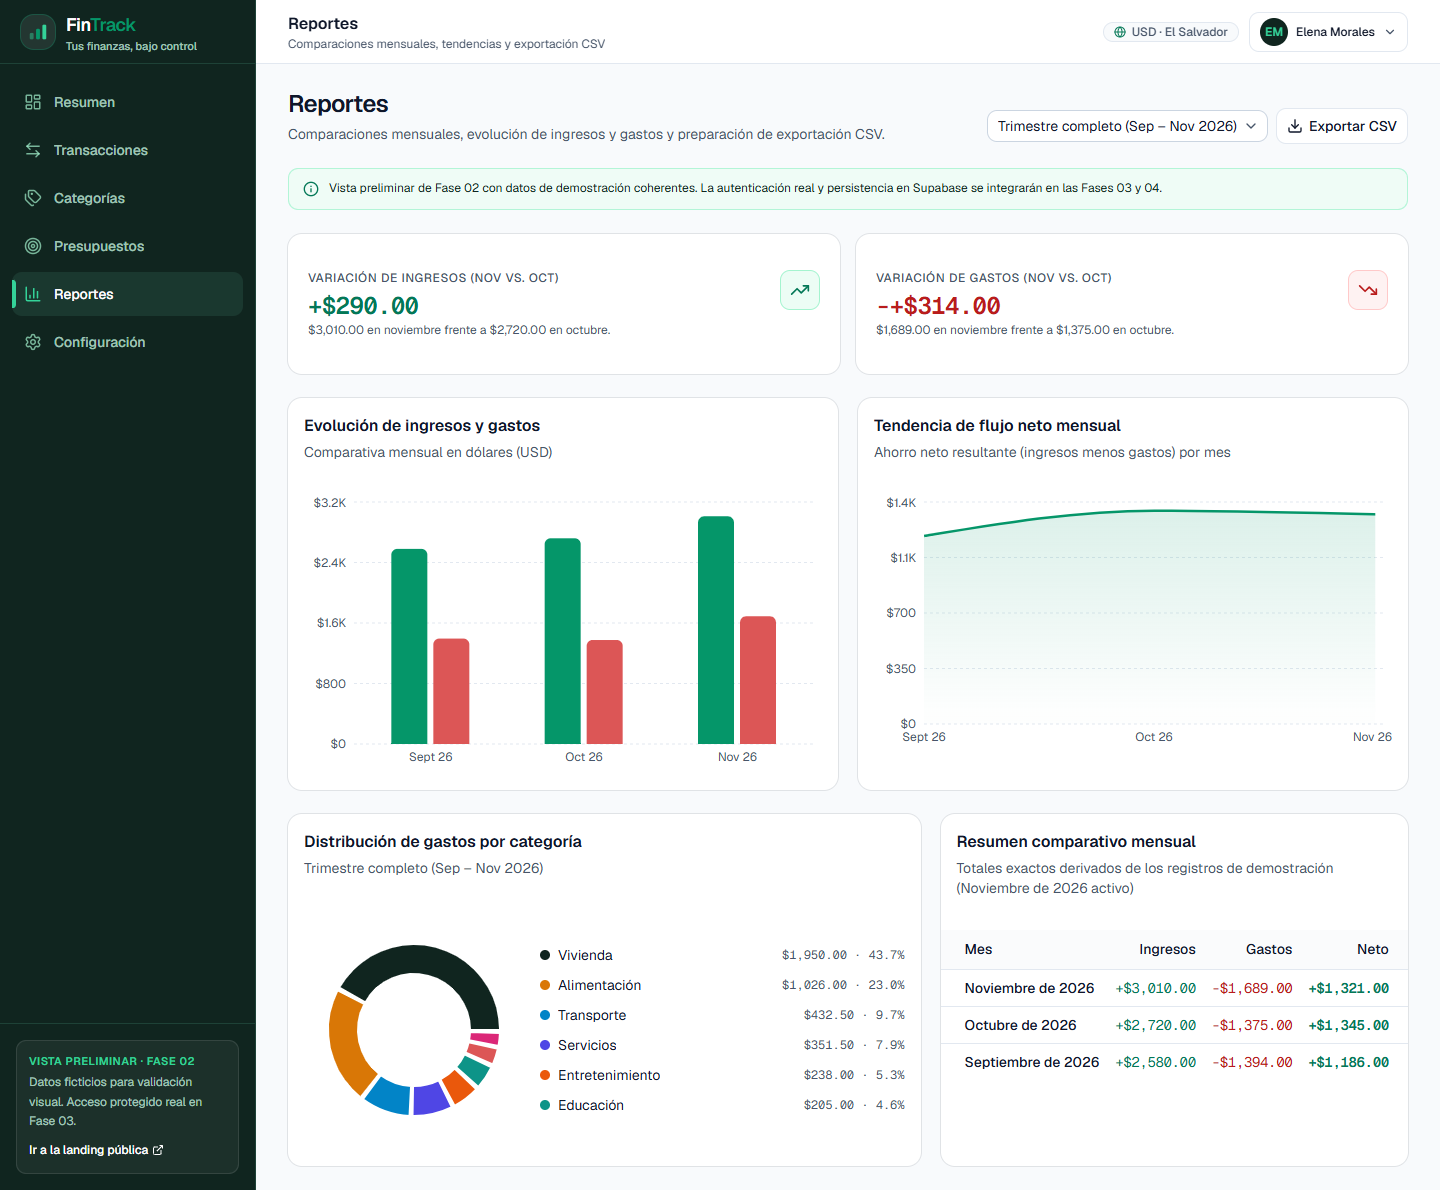 FinTrack
Tus finanzas, bajo control
Resumen
Transacciones
Categorías
Presupuestos
Reportes
Configuración
VISTA PRELIMINAR · FASE 02
Datos ficticios para validación
visual. Acceso protegido real en
Fase 03.
Ir a la landing pública
Reportes
Comparaciones mensuales, tendencias y exportación CSV
USD · El Salvador
EM
Elena Morales
Reportes
Comparaciones mensuales, evolución de ingresos y gastos y preparación de exportación CSV.
Trimestre completo (Sep – Nov 2026)
Exportar CSV
Vista preliminar de Fase 02 con datos de demostración coherentes. La autenticación real y persistencia en Supabase se integrarán en las Fases 03 y 04.
VARIACIÓN DE INGRESOS (NOV VS. OCT)
+$290.00
$3,010.00 en noviembre frente a $2,720.00 en octubre.
VARIACIÓN DE GASTOS (NOV VS. OCT)
-+$314.00
$1,689.00 en noviembre frente a $1,375.00 en octubre.
Evolución de ingresos y gastos
Comparativa mensual en dólares (USD)
$3.2K
$2.4K
$1.6K
$800
$0
Sept 26
Oct 26
Nov 26
Tendencia de flujo neto mensual
Ahorro neto resultante (ingresos menos gastos) por mes
$1.4K
$1.1K
$700
$350
$0
Sept 26
Oct 26
Nov 26
Distribución de gastos por categoría
Trimestre completo (Sep – Nov 2026)
Vivienda $1,950.00 · 43.7%
Alimentación $1,026.00 · 23.0%
Transporte $432.50 · 9.7%
Servicios $351.50 · 7.9%
Entretenimiento $238.00 · 5.3%
Educación $205.00 · 4.6%
Resumen comparativo mensual
Totales exactos derivados de los registros de demostración
(Noviembre de 2026 activo)
Mes Ingresos Gastos Neto
Noviembre de 2026 +$3,010.00 -$1,689.00 +$1,321.00
Octubre de 2026 +$2,720.00 -$1,375.00 +$1,345.00
Septiembre de 2026 +$2,580.00 -$1,394.00 +$1,186.00